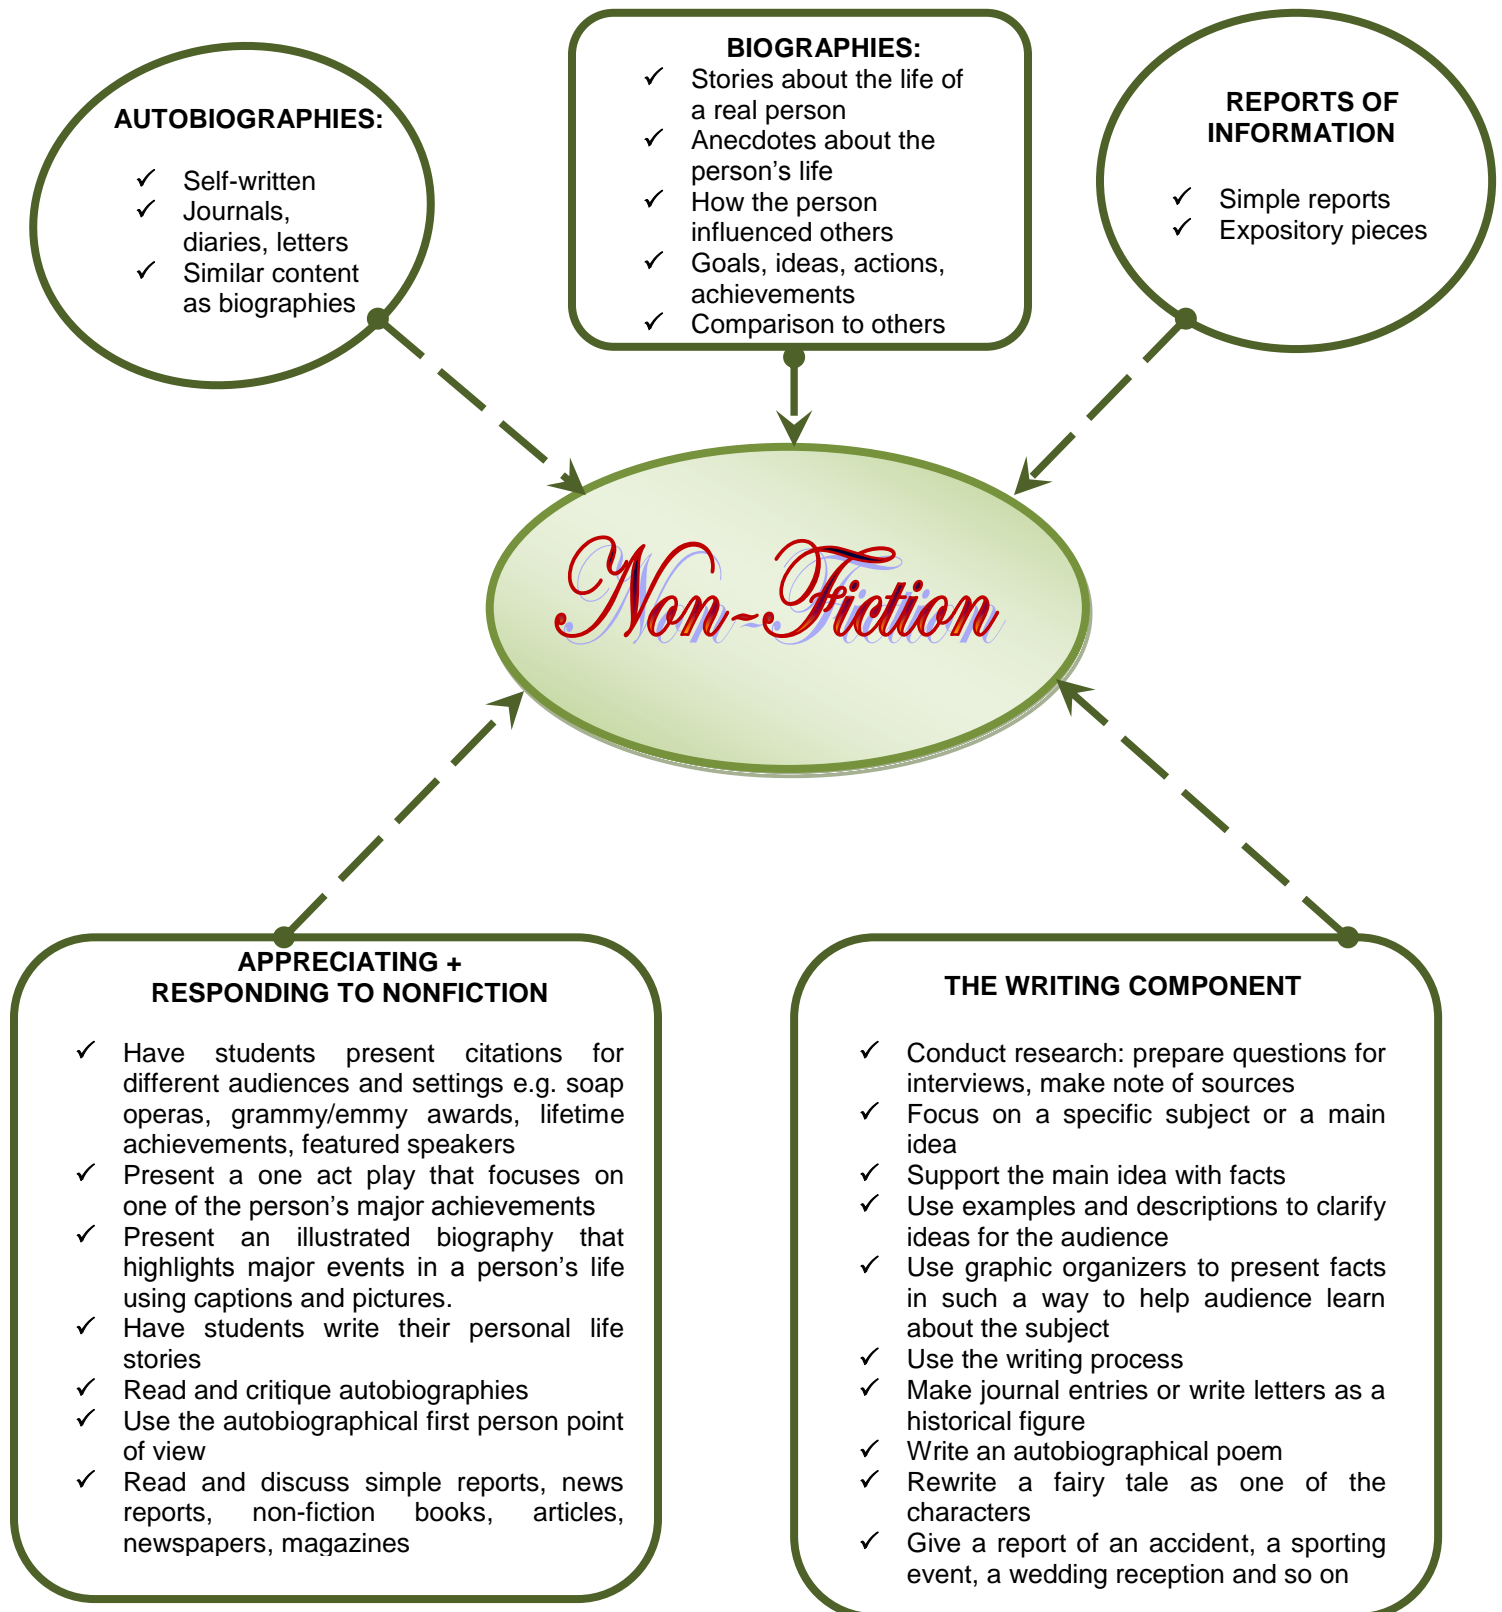 AUTOBIOGRAPHIES:
✓ Self-written
✓ Journals,
diaries, letters
✓ Similar content
as biographies
BIOGRAPHIES:
✓ Stories about the life of
a real person
✓ Anecdotes about the
person’s life
✓ How the person
influenced others
✓ Goals, ideas, actions,
achievements
✓ Comparison to others
REPORTS OF
INFORMATION
✓ Simple reports
✓ Expository pieces
Non-Fiction
APPRECIATING +
RESPONDING TO NONFICTION
✓ Have students present citations for
different audiences and settings e.g. soap
operas, grammy/emmy awards, lifetime
achievements, featured speakers
✓ Present a one act play that focuses on
one of the person’s major achievements
✓ Present an illustrated biography that
highlights major events in a person’s life
using captions and pictures.
✓ Have students write their personal life
stories
✓ Read and critique autobiographies
✓ Use the autobiographical first person point
of view
✓ Read and discuss simple reports, news
reports, non-fiction books, articles,
newspapers, magazines
THE WRITING COMPONENT
✓ Conduct research: prepare questions for
interviews, make note of sources
✓ Focus on a specific subject or a main
idea
✓ Support the main idea with facts
✓ Use examples and descriptions to clarify
ideas for the audience
✓ Use graphic organizers to present facts
in such a way to help audience learn
about the subject
✓ Use the writing process
✓ Make journal entries or write letters as a
historical figure
✓ Write an autobiographical poem
✓ Rewrite a fairy tale as one of the
characters
✓ Give a report of an accident, a sporting
event, a wedding reception and so on